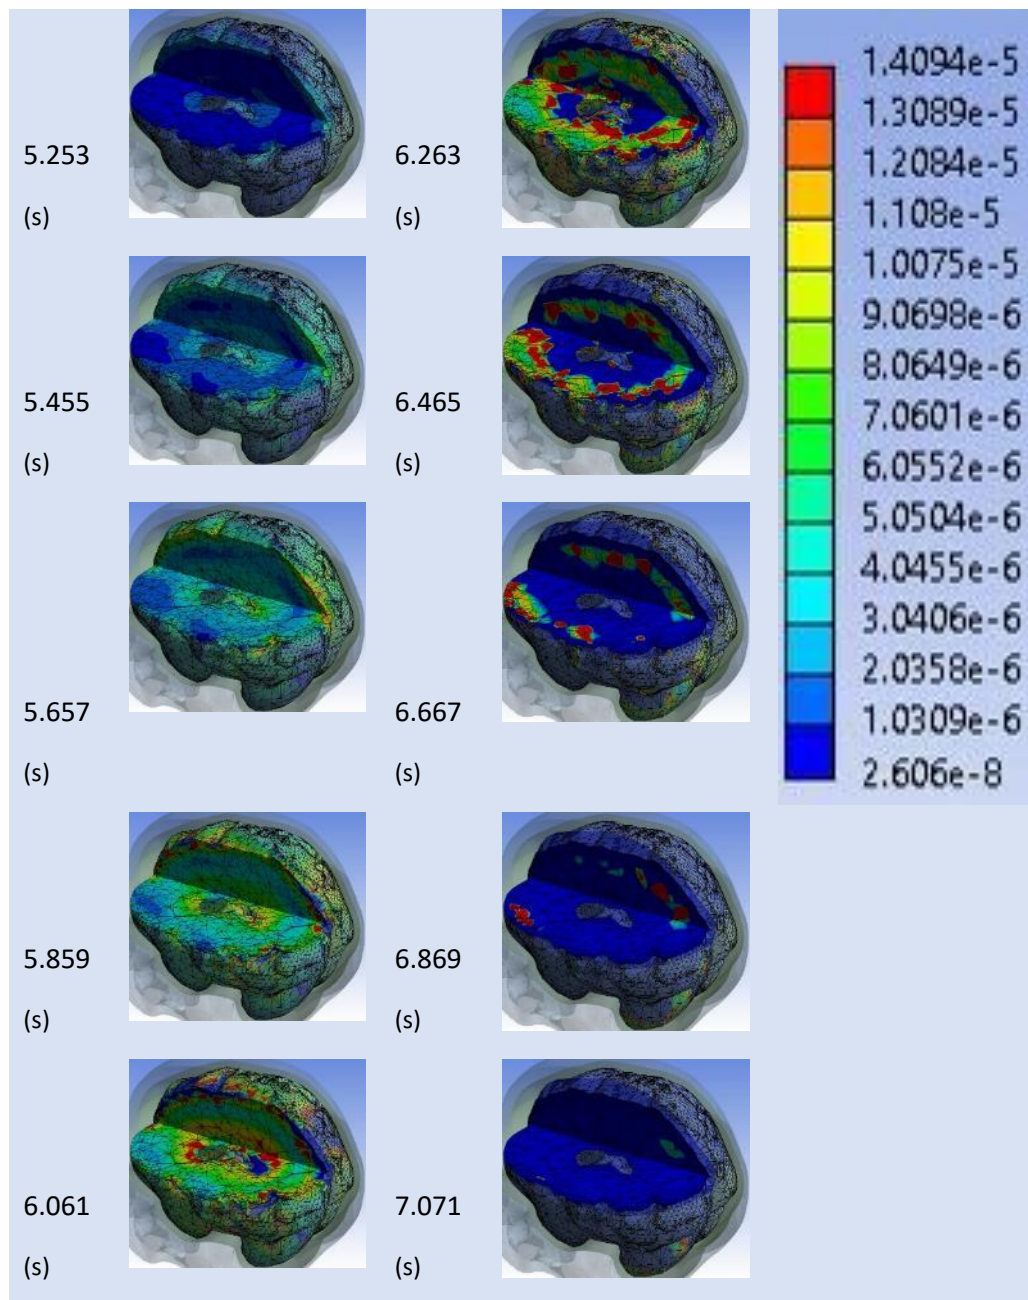 5.253
(s)
6.263
(s)
5.455
(s)
6.465
(s)
5.657
(s)
6.667
(s)
5.859
(s)
6.869
(s)
6.061
(s)
7.071
(s)
1.4094e-5
1.3089e-5
1.2084e-5
1.108e-5
1.0075e-5
9.0698e-6
8.0649e-6
7.0601e-6
6.0552e-6
5.0504e-6
4.0455e-6
3.0406e-6
2.0358e-6
1.0309e-6
2.606e-8